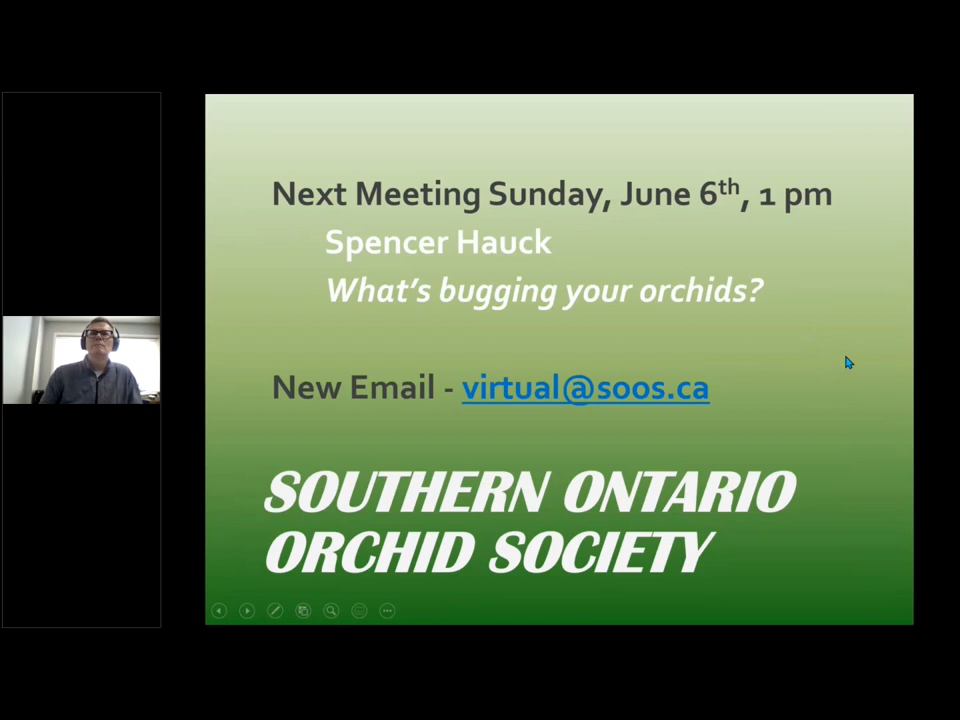 Next Meeting Sunday, June 6th, 1 pm
Spencer Hauck
What's bugging your orchids?
New Email - virtual@soos.ca
SOUTHERN ONTARIO
ORCHID SOCIETY